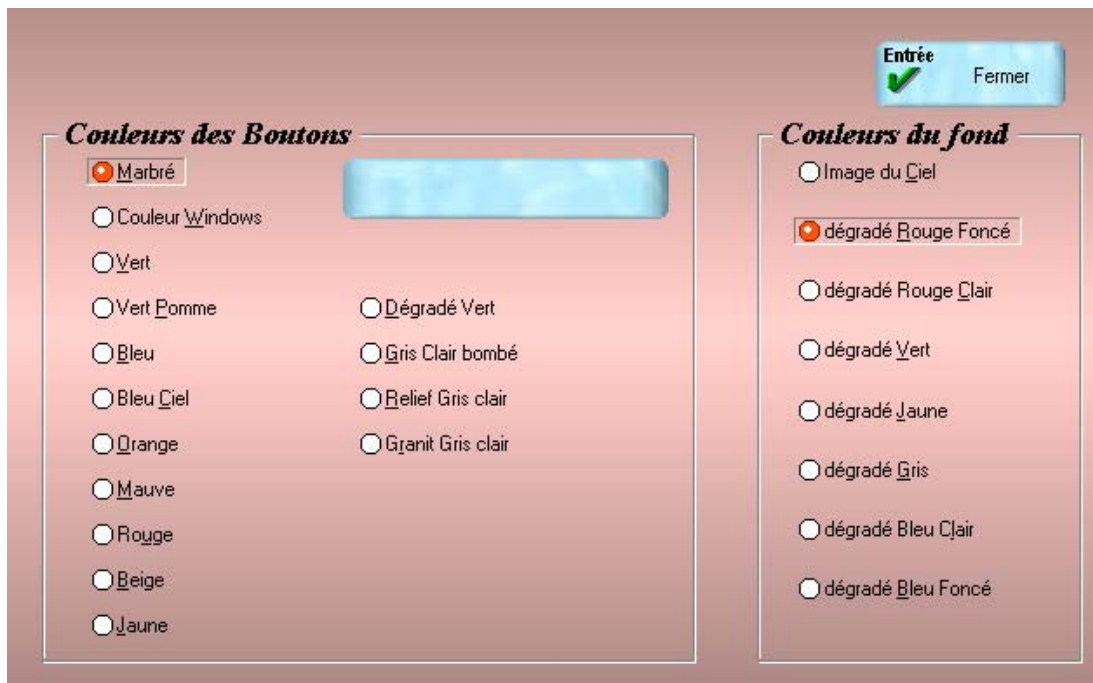 Entrée
Fermer
Couleurs des Boutons
Marbré
Couleur Windows
Vert
Vert Pomme
Bleu
Bleu Ciel
Orange
Mauve
Rouge
Beige
Jaune
Dégradé Vert
Gris Clair bombé
Relief Gris clair
Granit Gris clair
Couleurs du fond
Image du Ciel
dégradé Rouge Foncé
dégradé Rouge Clair
dégradé Vert
dégradé Jaune
dégradé Gris
dégradé Bleu Clair
dégradé Bleu Foncé